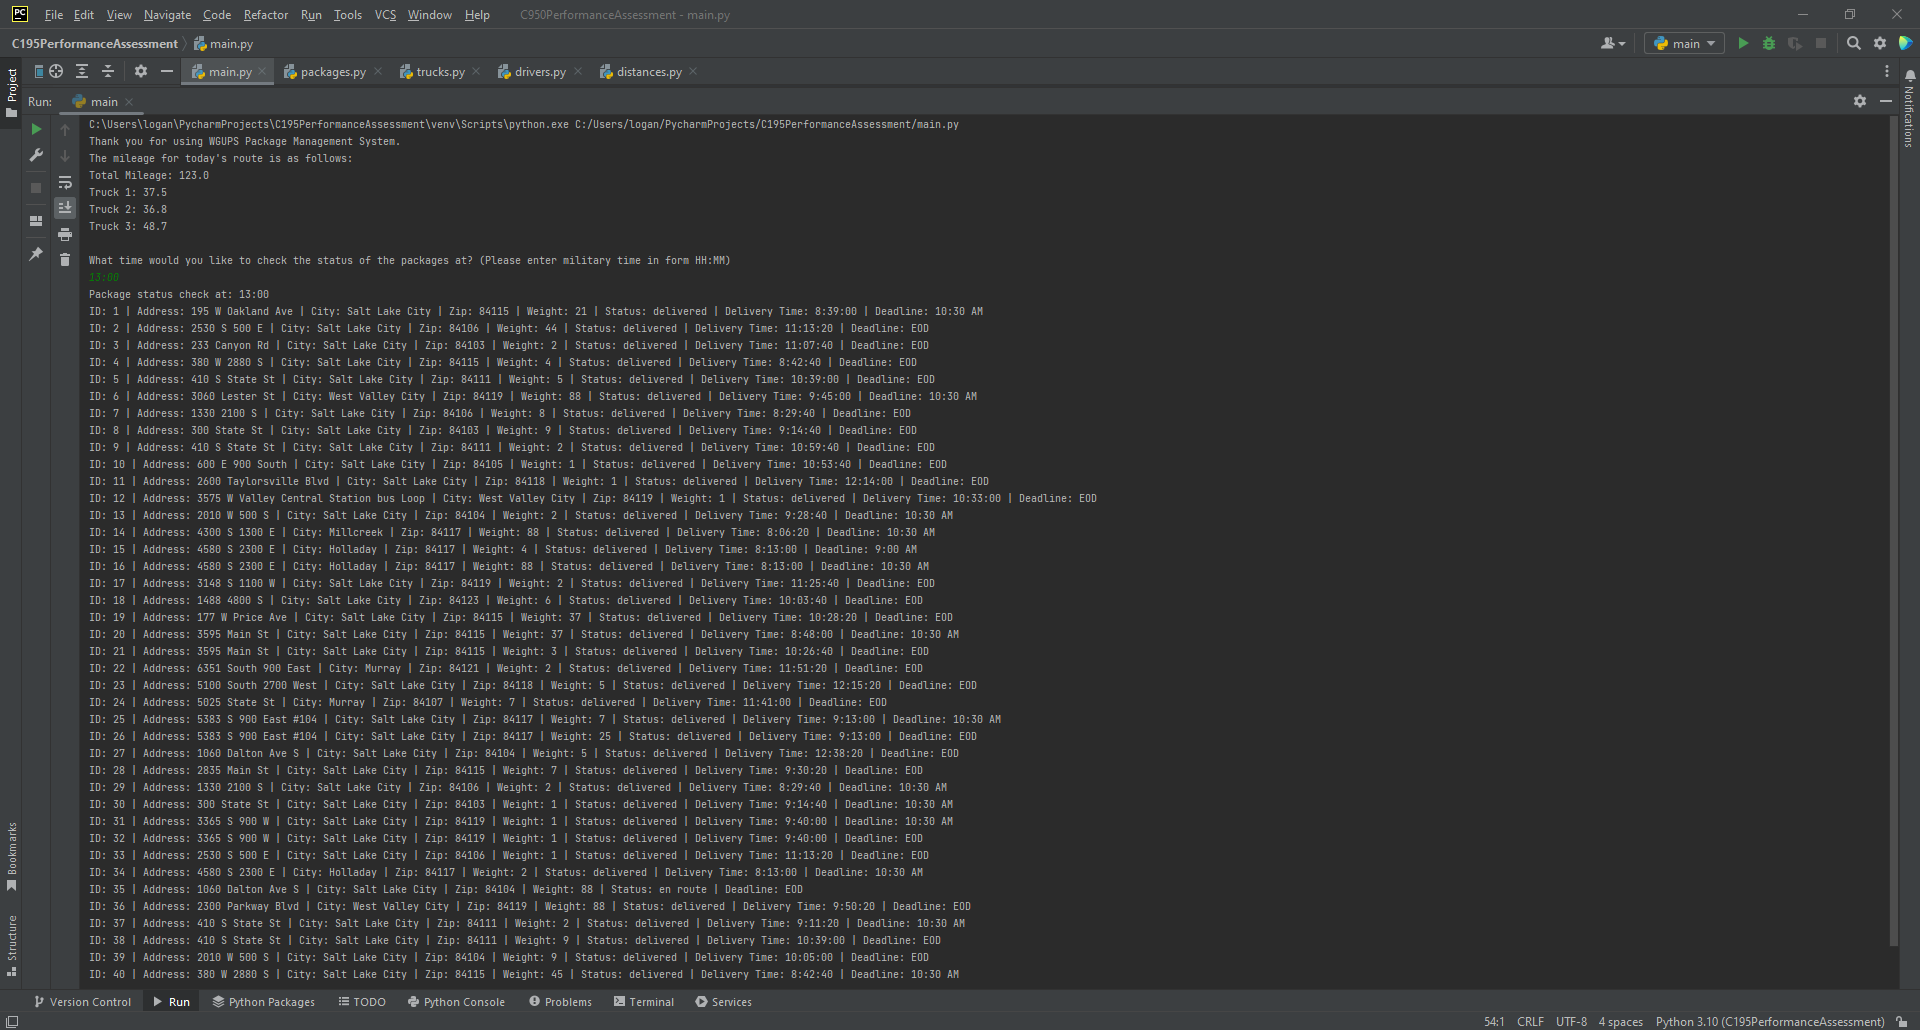 PC File Edit View Navigate Code Refactor Run Tools VCS Window Help C950PerformanceAssessment - main.py
C195PerformanceAssessment main.py main
Project main.py packages.py trucks.py drivers.py distances.py
Notifications
Run: main
C:\Users\logan\PycharmProjects\C195PerformanceAssessment\venv\Scripts\python.exe C:/Users/logan/PycharmProjects/C195PerformanceAssessment/main.py
Thank you for using WGUPS Package Management System.
The mileage for today's route is as follows:
Total Mileage: 123.0
Truck 1: 37.5
Truck 2: 36.8
Truck 3: 48.7
What time would you like to check the status of the packages at? (Please enter military time in form HH:MM)
13:00
Package status check at: 13:00
ID: 1 | Address: 195 W Oakland Ave | City: Salt Lake City | Zip: 84115 | Weight: 21 | Status: delivered | Delivery Time: 8:39:00 | Deadline: 10:30 AM
ID: 2 | Address: 2530 S 500 E | City: Salt Lake City | Zip: 84106 | Weight: 44 | Status: delivered | Delivery Time: 11:13:20 | Deadline: EOD
ID: 3 | Address: 233 Canyon Rd | City: Salt Lake City | Zip: 84103 | Weight: 2 | Status: delivered | Delivery Time: 11:07:40 | Deadline: EOD
ID: 4 | Address: 380 W 2880 S | City: Salt Lake City | Zip: 84115 | Weight: 4 | Status: delivered | Delivery Time: 8:42:40 | Deadline: EOD
ID: 5 | Address: 410 S State St | City: Salt Lake City | Zip: 84111 | Weight: 5 | Status: delivered | Delivery Time: 10:39:00 | Deadline: EOD
ID: 6 | Address: 3060 Lester St | City: West Valley City | Zip: 84119 | Weight: 88 | Status: delivered | Delivery Time: 9:45:00 | Deadline: 10:30 AM
ID: 7 | Address: 1330 2100 S | City: Salt Lake City | Zip: 84106 | Weight: 8 | Status: delivered | Delivery Time: 8:29:40 | Deadline: EOD
ID: 8 | Address: 300 State St | City: Salt Lake City | Zip: 84103 | Weight: 9 | Status: delivered | Delivery Time: 9:14:40 | Deadline: EOD
ID: 9 | Address: 410 S State St | City: Salt Lake City | Zip: 84111 | Weight: 2 | Status: delivered | Delivery Time: 10:59:40 | Deadline: EOD
ID: 10 | Address: 600 E 900 South | City: Salt Lake City | Zip: 84105 | Weight: 1 | Status: delivered | Delivery Time: 10:53:40 | Deadline: EOD
ID: 11 | Address: 2600 Taylorsville Blvd | City: Salt Lake City | Zip: 84118 | Weight: 1 | Status: delivered | Delivery Time: 12:14:00 | Deadline: EOD
ID: 12 | Address: 3575 W Valley Central Station bus Loop | City: West Valley City | Zip: 84119 | Weight: 1 | Status: delivered | Delivery Time: 10:33:00 | Deadline: EOD
ID: 13 | Address: 2010 W 500 S | City: Salt Lake City | Zip: 84104 | Weight: 2 | Status: delivered | Delivery Time: 9:28:40 | Deadline: 10:30 AM
ID: 14 | Address: 4300 S 1300 E | City: Millcreek | Zip: 84117 | Weight: 88 | Status: delivered | Delivery Time: 8:06:20 | Deadline: 10:30 AM
ID: 15 | Address: 4580 S 2300 E | City: Holladay | Zip: 84117 | Weight: 4 | Status: delivered | Delivery Time: 8:13:00 | Deadline: 9:00 AM
ID: 16 | Address: 4580 S 2300 E | City: Holladay | Zip: 84117 | Weight: 88 | Status: delivered | Delivery Time: 8:13:00 | Deadline: 10:30 AM
ID: 17 | Address: 3148 S 1100 W | City: Salt Lake City | Zip: 84119 | Weight: 2 | Status: delivered | Delivery Time: 11:25:40 | Deadline: EOD
ID: 18 | Address: 1488 4800 S | City: Salt Lake City | Zip: 84123 | Weight: 6 | Status: delivered | Delivery Time: 10:03:40 | Deadline: EOD
ID: 19 | Address: 177 W Price Ave | City: Salt Lake City | Zip: 84115 | Weight: 37 | Status: delivered | Delivery Time: 10:28:20 | Deadline: EOD
ID: 20 | Address: 3595 Main St | City: Salt Lake City | Zip: 84115 | Weight: 37 | Status: delivered | Delivery Time: 8:48:00 | Deadline: 10:30 AM
ID: 21 | Address: 3595 Main St | City: Salt Lake City | Zip: 84115 | Weight: 3 | Status: delivered | Delivery Time: 10:26:40 | Deadline: EOD
ID: 22 | Address: 6351 South 900 East | City: Murray | Zip: 84121 | Weight: 2 | Status: delivered | Delivery Time: 11:51:20 | Deadline: EOD
ID: 23 | Address: 5100 South 2700 West | City: Salt Lake City | Zip: 84118 | Weight: 5 | Status: delivered | Delivery Time: 12:15:20 | Deadline: EOD
ID: 24 | Address: 5025 State St | City: Murray | Zip: 84107 | Weight: 7 | Status: delivered | Delivery Time: 11:41:00 | Deadline: EOD
ID: 25 | Address: 5383 S 900 East #104 | City: Salt Lake City | Zip: 84117 | Weight: 7 | Status: delivered | Delivery Time: 9:13:00 | Deadline: 10:30 AM
ID: 26 | Address: 5383 S 900 East #104 | City: Salt Lake City | Zip: 84117 | Weight: 25 | Status: delivered | Delivery Time: 9:13:00 | Deadline: EOD
ID: 27 | Address: 1060 Dalton Ave S | City: Salt Lake City | Zip: 84104 | Weight: 5 | Status: delivered | Delivery Time: 12:38:20 | Deadline: EOD
ID: 28 | Address: 2835 Main St | City: Salt Lake City | Zip: 84115 | Weight: 7 | Status: delivered | Delivery Time: 9:30:20 | Deadline: EOD
ID: 29 | Address: 1330 2100 S | City: Salt Lake City | Zip: 84106 | Weight: 2 | Status: delivered | Delivery Time: 8:29:40 | Deadline: 10:30 AM
ID: 30 | Address: 300 State St | City: Salt Lake City | Zip: 84103 | Weight: 1 | Status: delivered | Delivery Time: 9:14:40 | Deadline: 10:30 AM
ID: 31 | Address: 3365 S 900 W | City: Salt Lake City | Zip: 84119 | Weight: 1 | Status: delivered | Delivery Time: 9:40:00 | Deadline: 10:30 AM
ID: 32 | Address: 3365 S 900 W | City: Salt Lake City | Zip: 84119 | Weight: 1 | Status: delivered | Delivery Time: 9:40:00 | Deadline: EOD
ID: 33 | Address: 2530 S 500 E | City: Salt Lake City | Zip: 84106 | Weight: 1 | Status: delivered | Delivery Time: 11:13:20 | Deadline: EOD
ID: 34 | Address: 4580 S 2300 E | City: Holladay | Zip: 84117 | Weight: 2 | Status: delivered | Delivery Time: 8:13:00 | Deadline: 10:30 AM
ID: 35 | Address: 1060 Dalton Ave S | City: Salt Lake City | Zip: 84104 | Weight: 88 | Status: en route | Deadline: EOD
ID: 36 | Address: 2300 Parkway Blvd | City: West Valley City | Zip: 84119 | Weight: 88 | Status: delivered | Delivery Time: 9:50:20 | Deadline: EOD
ID: 37 | Address: 410 S State St | City: Salt Lake City | Zip: 84111 | Weight: 2 | Status: delivered | Delivery Time: 9:11:20 | Deadline: 10:30 AM
ID: 38 | Address: 410 S State St | City: Salt Lake City | Zip: 84111 | Weight: 9 | Status: delivered | Delivery Time: 10:39:00 | Deadline: EOD
ID: 39 | Address: 2010 W 500 S | City: Salt Lake City | Zip: 84104 | Weight: 9 | Status: delivered | Delivery Time: 10:05:00 | Deadline: EOD
ID: 40 | Address: 380 W 2880 S | City: Salt Lake City | Zip: 84115 | Weight: 45 | Status: delivered | Delivery Time: 8:42:40 | Deadline: 10:30 AM
Bookmarks
Structure
Version Control Run Python Packages TODO Python Console Problems Terminal Services
54:1 CRLF UTF-8 4 spaces Python 3.10 (C195PerformanceAssessment)